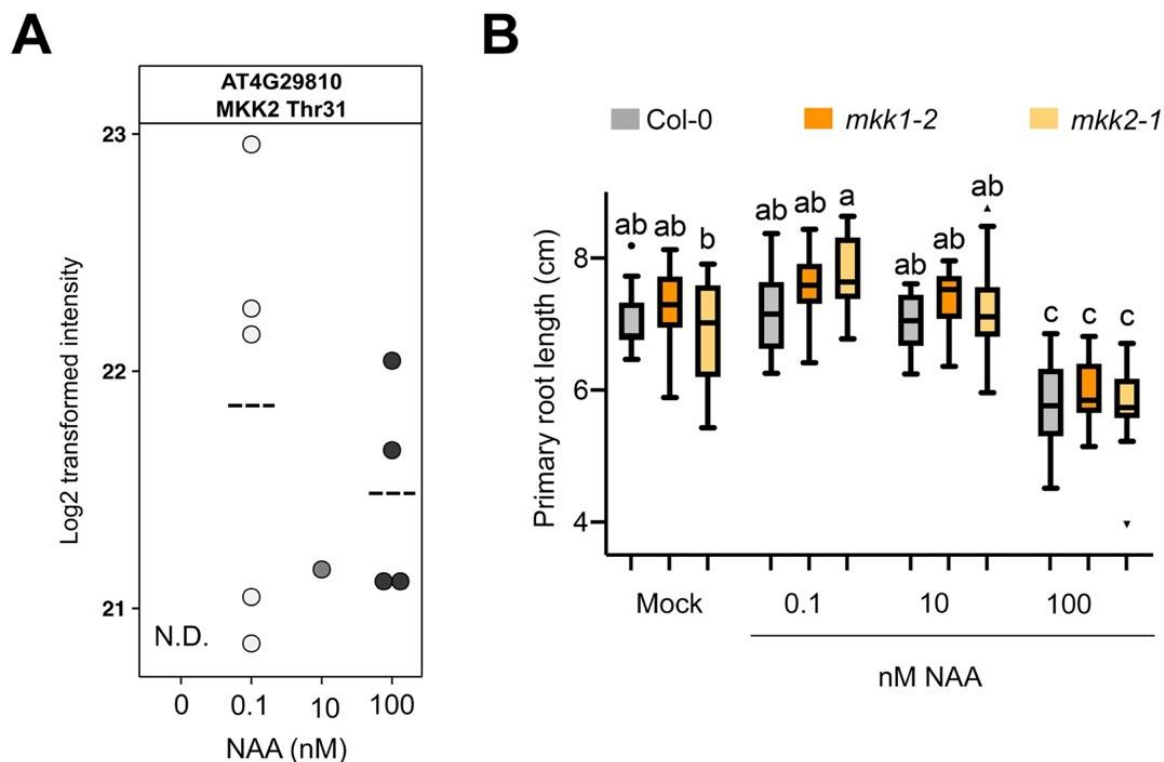 A
AT4G29810
MKK2 Thr31
Log2 transformed intensity
23
22
21
N.D.
0 0.1 10 100
NAA (nM)
B
Col-0 mkk1-2 mkk2-1
Primary root length (cm)
8
6
4
ab ab b ab ab a ab ab ab c c c
Mock 0.1 10 100
nM NAA